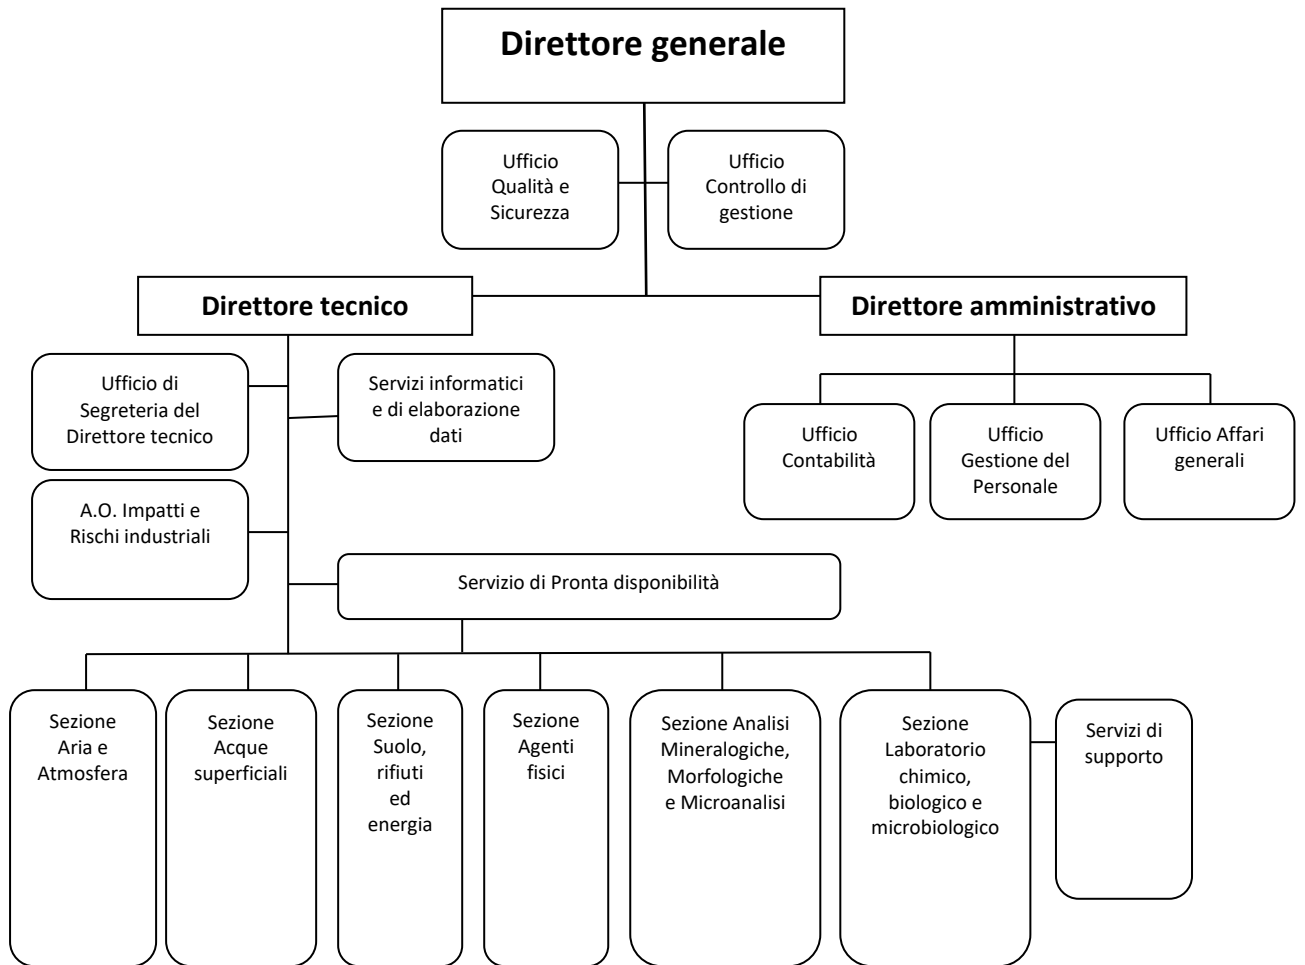 Direttore generale
Ufficio
Qualità e
Sicurezza
Ufficio
Controllo di
gestione
Direttore tecnico
Direttore amministrativo
Ufficio di
Segreteria del
Direttore tecnico
Servizi informatici
e di elaborazione
dati
Ufficio
Contabilità
Ufficio
Gestione del
Personale
Ufficio Affari
generali
A.O. Impatti e
Rischi industriali
Servizio di Pronta disponibilità
Sezione
Aria e
Atmosfera
Sezione
Acque
superficiali
Sezione
Suolo,
rifiuti
ed
energia
Sezione
Agenti
fisici
Sezione Analisi
Mineralogiche,
Morfologiche
e Microanalisi
Sezione
Laboratorio
chimico,
biologico e
microbiologico
Servizi di
supporto